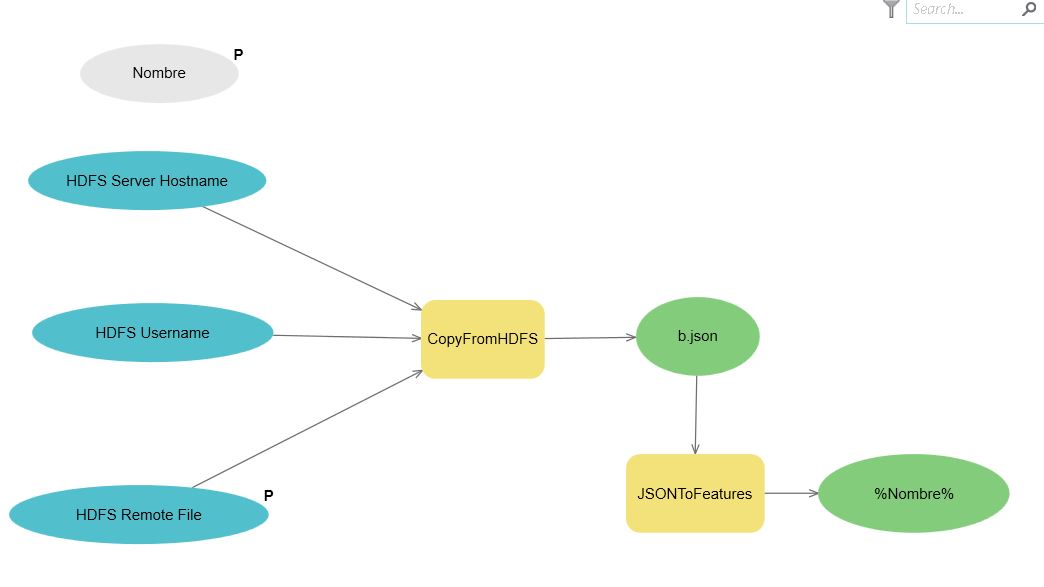 Search...
P
Nombre
HDFS Server Hostname
HDFS Username
CopyFromHDFS
b.json
P
HDFS Remote File
JSONToFeatures
%Nombre%